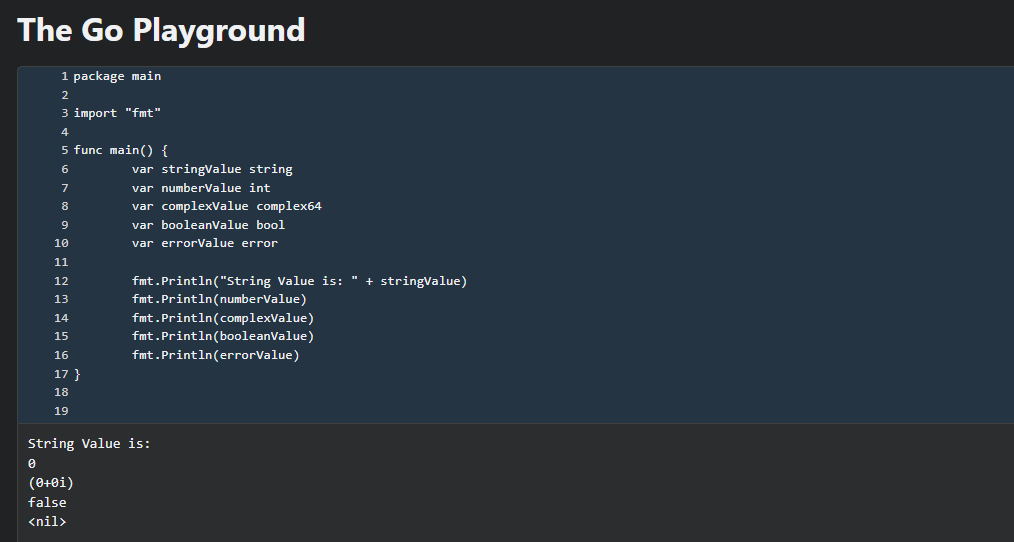 The Go Playground
1 package main
2
3 import "fmt"
4
5 func main() {
6 var stringValue string
7 var numberValue int
8 var complexValue complex64
9 var booleanValue bool
10 var errorValue error
11
12 fmt.Println("String Value is: " + stringValue)
13 fmt.Println(numberValue)
14 fmt.Println(complexValue)
15 fmt.Println(booleanValue)
16 fmt.Println(errorValue)
17 }
18
19
String Value is:
0
(0+0i)
false
<nil>